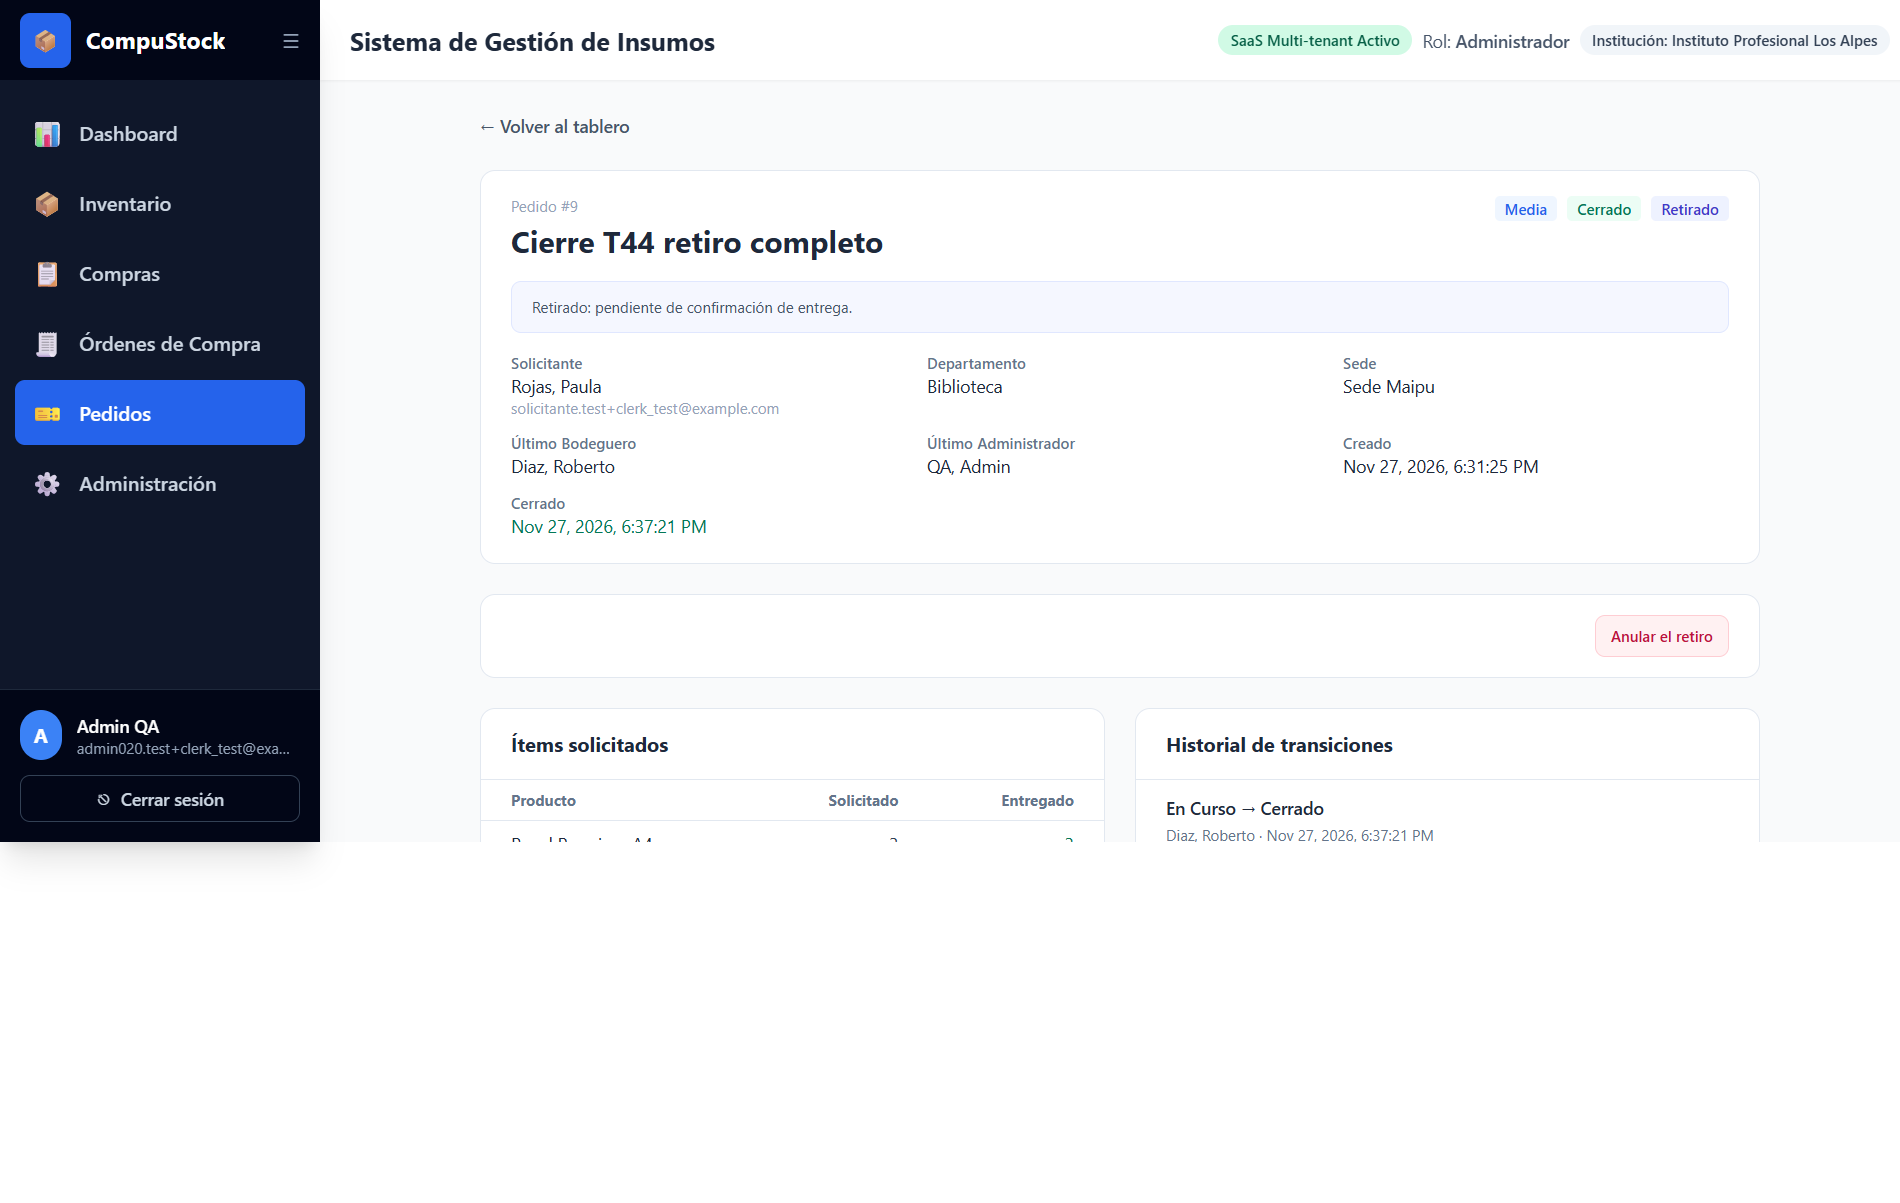 CompuStock
Sistema de Gestión de Insumos
SaaS Multi-tenant Activo
Rol: Administrador
Institución: Instituto Profesional Los Alpes
Dashboard
Inventario
Compras
Órdenes de Compra
Pedidos
Administración
A
Admin QA
admin020.test+clerk_test@exa...
Cerrar sesión
← Volver al tablero
Pedido #9
Media
Cerrado
Retirado
Cierre T44 retiro completo
Retirado: pendiente de confirmación de entrega.
Solicitante
Rojas, Paula
solicitante.test+clerk_test@example.com
Departamento
Biblioteca
Sede
Sede Maipu
Último Bodeguero
Diaz, Roberto
Último Administrador
QA, Admin
Creado
Nov 27, 2026, 6:31:25 PM
Cerrado
Nov 27, 2026, 6:37:21 PM
Anular el retiro
Ítems solicitados
Producto Solicitado Entregado
Historial de transiciones
En Curso → Cerrado
Diaz, Roberto · Nov 27, 2026, 6:37:21 PM